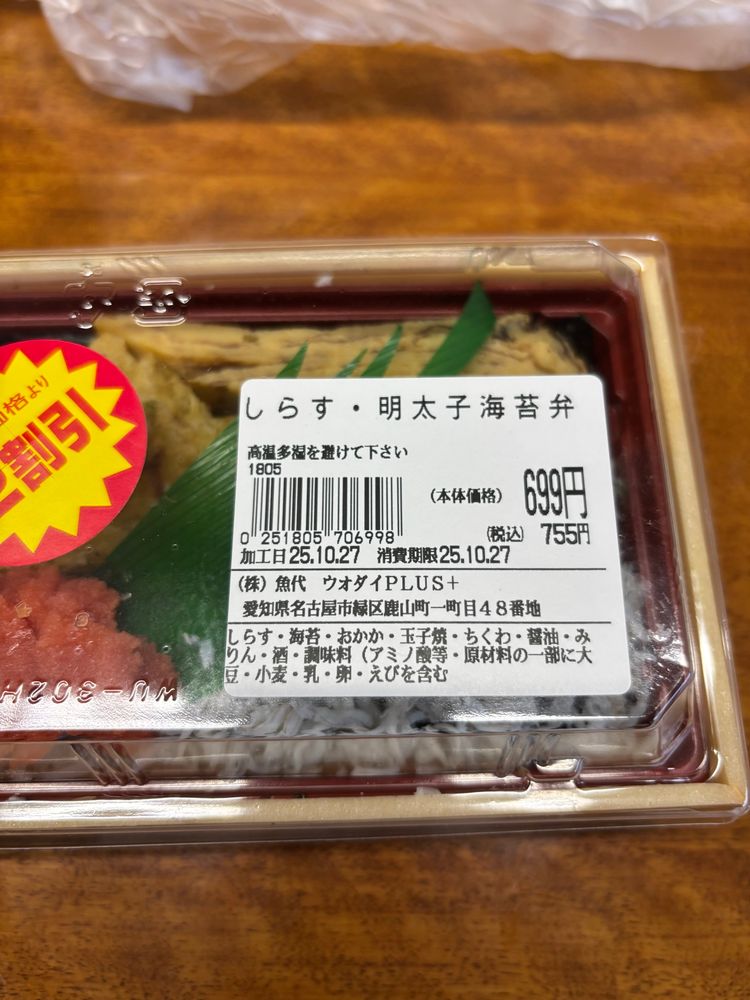 しらす・明太子海苔弁
高温多湿を避けて下さい
1805
(本体価格) 699円
0 251805 706998
(税込) 755円
加工日25.10.27 消費期限25.10.27
(株)魚代 ウオダイPLUS+
愛知県名古屋市緑区鹿山町一町目48番地
しらす・海苔・おかか・玉子焼・ちくわ・醤油・み
りん・酒・調味料(アミノ酸等・原材料の一部に大
豆・小麦・乳・卵・えびを含む
価格より
2割引